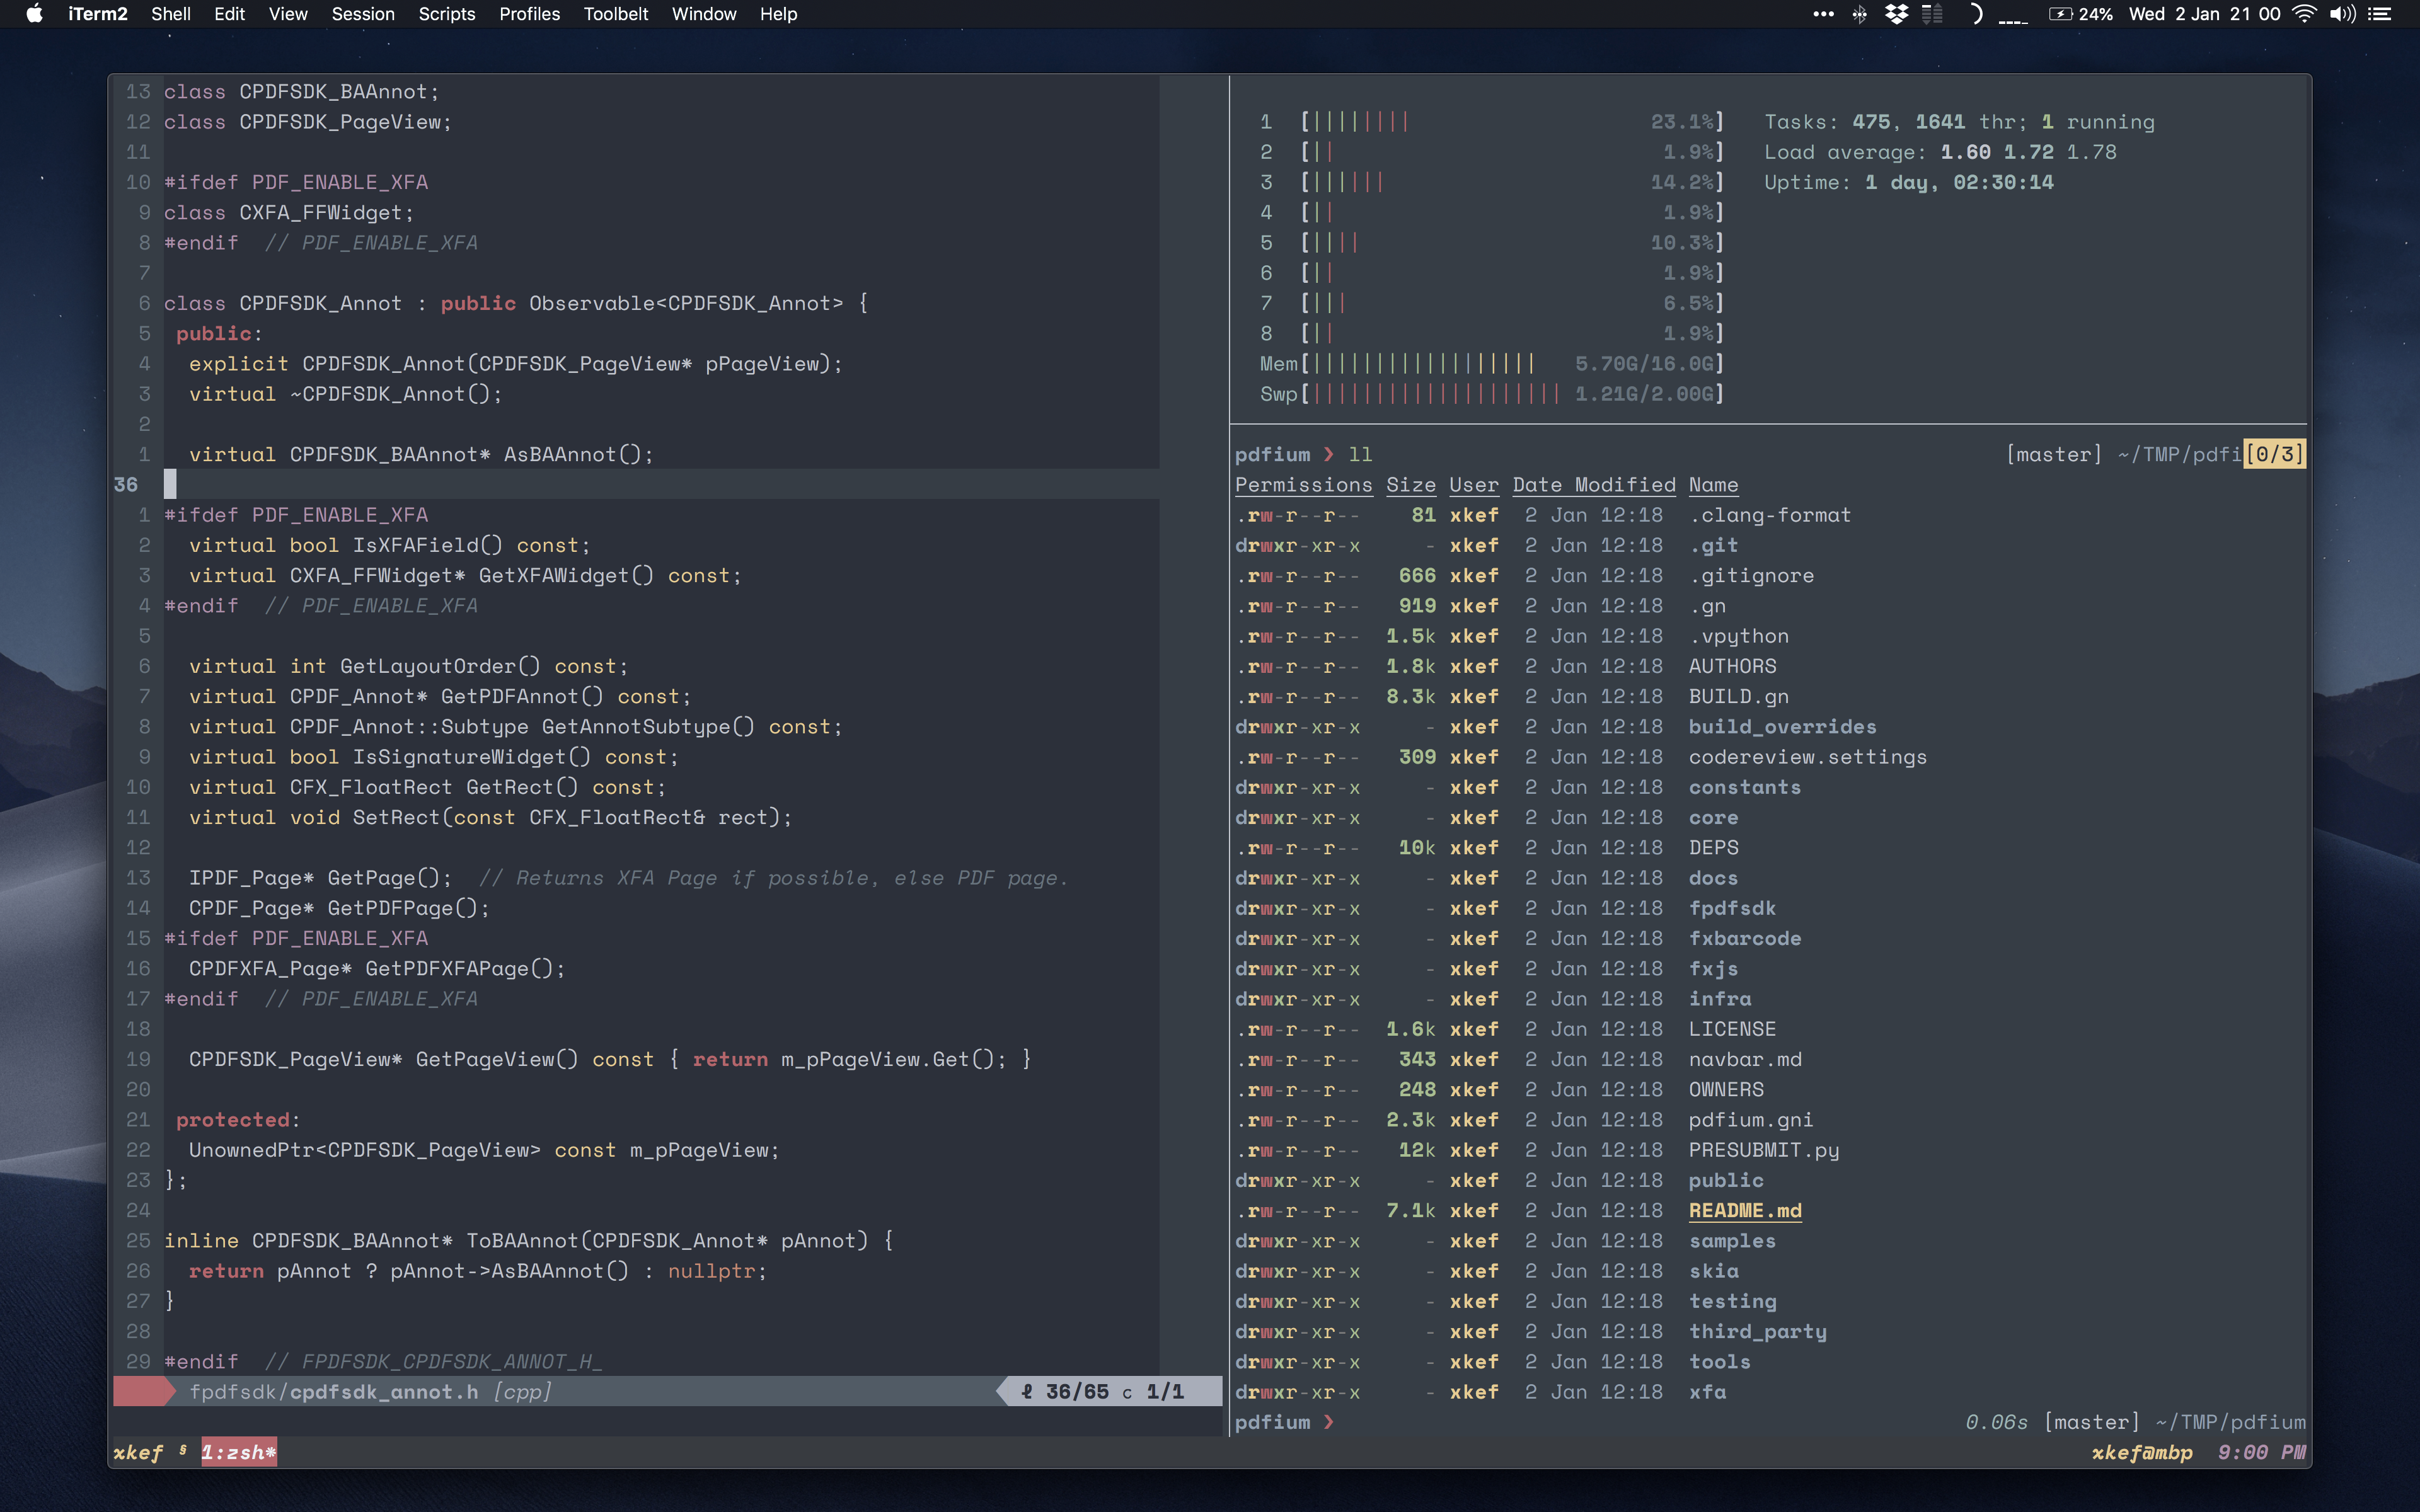 iTerm2 Shell Edit View Session Scripts Profiles Toolbelt Window Help
24% Wed 2 Jan 21 00
13 class CPDFSDK_BAAnnot;
12 class CPDFSDK_PageView;
11
10 #ifdef PDF_ENABLE_XFA
9 class CXFA_FFWidget;
8 #endif  // PDF_ENABLE_XFA
7
6 class CPDFSDK_Annot : public Observable<CPDFSDK_Annot> {
5  public:
4   explicit CPDFSDK_Annot(CPDFSDK_PageView* pPageView);
3   virtual ~CPDFSDK_Annot();
2
1   virtual CPDFSDK_BAAnnot* AsBAAnnot();
36
1 #ifdef PDF_ENABLE_XFA
2   virtual bool IsXFAField() const;
3   virtual CXFA_FFWidget* GetXFAWidget() const;
4 #endif  // PDF_ENABLE_XFA
5
6   virtual int GetLayoutOrder() const;
7   virtual CPDF_Annot* GetPDFAnnot() const;
8   virtual CPDF_Annot::Subtype GetAnnotSubtype() const;
9   virtual bool IsSignatureWidget() const;
10   virtual CFX_FloatRect GetRect() const;
11   virtual void SetRect(const CFX_FloatRect& rect);
12
13   IPDF_Page* GetPage();  // Returns XFA Page if possible, else PDF page.
14   CPDF_Page* GetPDFPage();
15 #ifdef PDF_ENABLE_XFA
16   CPDFXFA_Page* GetPDFXFAPage();
17 #endif  // PDF_ENABLE_XFA
18
19   CPDFSDK_PageView* GetPageView() const { return m_pPageView.Get(); }
20
21  protected:
22   UnownedPtr<CPDFSDK_PageView> const m_pPageView;
23 };
24
25 inline CPDFSDK_BAAnnot* ToBAAnnot(CPDFSDK_Annot* pAnnot) {
26   return pAnnot ? pAnnot->AsBAAnnot() : nullptr;
27 }
28
29 #endif  // FPDFSDK_CPDFSDK_ANNOT_H_
fpdfsdk/cpdfsdk_annot.h [cpp] ℓ 36/65 c 1/1
1 [|||||||| 23.1%] Tasks: 475, 1641 thr; 1 running
2 [|| 1.9%] Load average: 1.60 1.72 1.78
3 [|||||| 14.2%] Uptime: 1 day, 02:30:14
4 [|| 1.9%]
5 [|||| 10.3%]
6 [|| 1.9%]
7 [||| 6.5%]
8 [|| 1.9%]
Mem[|||||||||||||||||| 5.70G/16.0G]
Swp[|||||||||||||||||||| 1.21G/2.00G]
pdfium ❯ ll [master] ~/TMP/pdfi[0/3]
Permissions Size User Date Modified Name
.rw-r--r-- 81 xkef 2 Jan 12:18 .clang-format
drwxr-xr-x - xkef 2 Jan 12:18 .git
.rw-r--r-- 666 xkef 2 Jan 12:18 .gitignore
.rw-r--r-- 919 xkef 2 Jan 12:18 .gn
.rw-r--r-- 1.5k xkef 2 Jan 12:18 .vpython
.rw-r--r-- 1.8k xkef 2 Jan 12:18 AUTHORS
.rw-r--r-- 8.3k xkef 2 Jan 12:18 BUILD.gn
drwxr-xr-x - xkef 2 Jan 12:18 build_overrides
.rw-r--r-- 309 xkef 2 Jan 12:18 codereview.settings
drwxr-xr-x - xkef 2 Jan 12:18 constants
drwxr-xr-x - xkef 2 Jan 12:18 core
.rw-r--r-- 10k xkef 2 Jan 12:18 DEPS
drwxr-xr-x - xkef 2 Jan 12:18 docs
drwxr-xr-x - xkef 2 Jan 12:18 fpdfsdk
drwxr-xr-x - xkef 2 Jan 12:18 fxbarcode
drwxr-xr-x - xkef 2 Jan 12:18 fxjs
drwxr-xr-x - xkef 2 Jan 12:18 infra
.rw-r--r-- 1.6k xkef 2 Jan 12:18 LICENSE
.rw-r--r-- 343 xkef 2 Jan 12:18 navbar.md
.rw-r--r-- 248 xkef 2 Jan 12:18 OWNERS
.rw-r--r-- 2.3k xkef 2 Jan 12:18 pdfium.gni
.rw-r--r-- 12k xkef 2 Jan 12:18 PRESUBMIT.py
drwxr-xr-x - xkef 2 Jan 12:18 public
.rw-r--r-- 7.1k xkef 2 Jan 12:18 README.md
drwxr-xr-x - xkef 2 Jan 12:18 samples
drwxr-xr-x - xkef 2 Jan 12:18 skia
drwxr-xr-x - xkef 2 Jan 12:18 testing
drwxr-xr-x - xkef 2 Jan 12:18 third_party
drwxr-xr-x - xkef 2 Jan 12:18 tools
drwxr-xr-x - xkef 2 Jan 12:18 xfa
pdfium ❯ 0.06s [master] ~/TMP/pdfium
xkef § 1:zsh* xkef@mbp 9:00 PM